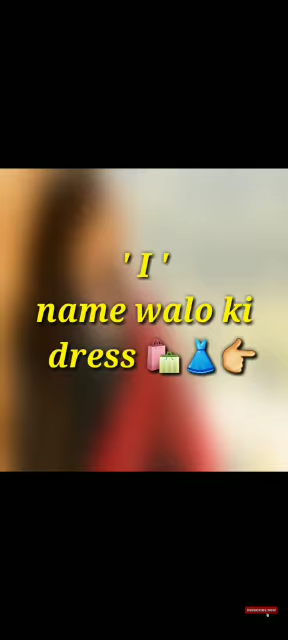 ' I '
name walo ki
dress 🛍️👗👉